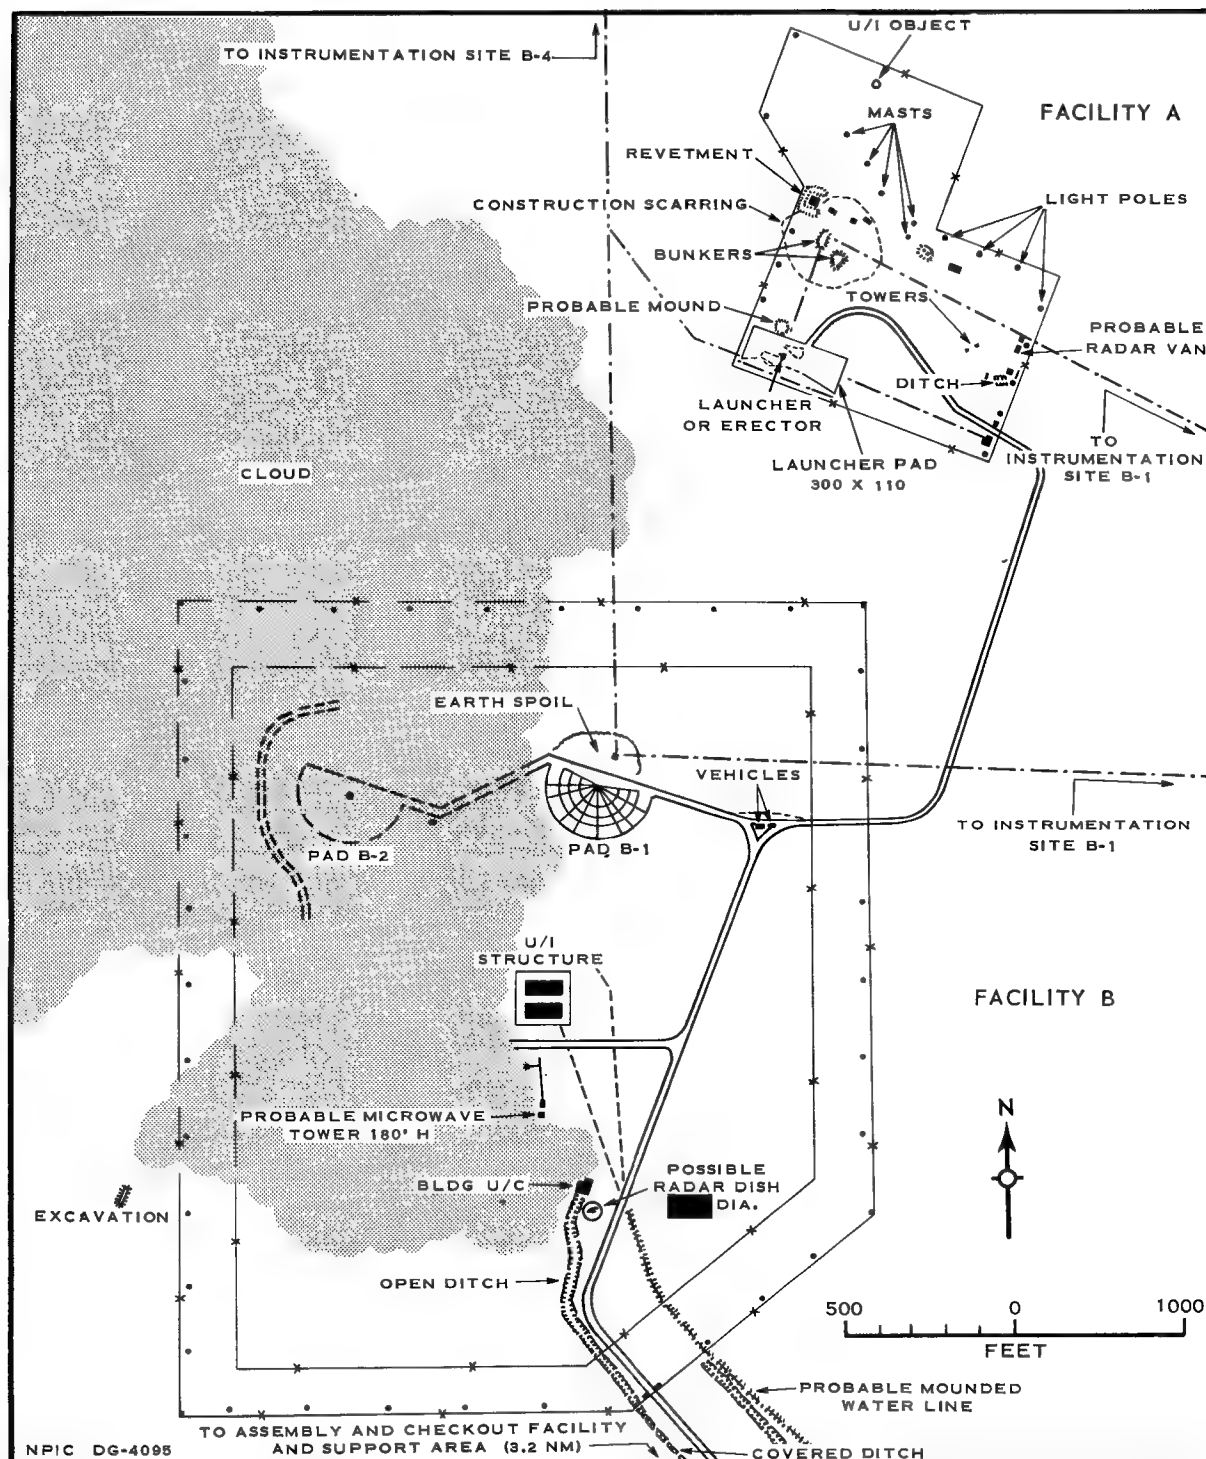 U/I OBJECT
TO INSTRUMENTATION SITE B-4
FACILITY A
MASTS
REVETMENT
CONSTRUCTION SCARRING
LIGHT POLES
BUNKERS
TOWERS
PROBABLE MOUND
PROBABLE
RADAR VAN
DITCH
LAUNCHER
OR ERECTOR
TO
INSTRUMENTATION
SITE B-1
LAUNCHER PAD
300 X 110
CLOUD
EARTH SPOIL
VEHICLES
TO INSTRUMENTATION
SITE B-1
PAD B-2
PAD B-1
U/I
STRUCTURE
FACILITY B
N
PROBABLE MICROWAVE
TOWER 180' H
POSSIBLE
RADAR DISH
DIA.
BLDG U/C
EXCAVATION
OPEN DITCH
500 0 1000
FEET
PROBABLE MOUNDED
WATER LINE
TO ASSEMBLY AND CHECKOUT FACILITY
AND SUPPORT AREA (3.2 NM)
COVERED DITCH
NPIC DG-4095